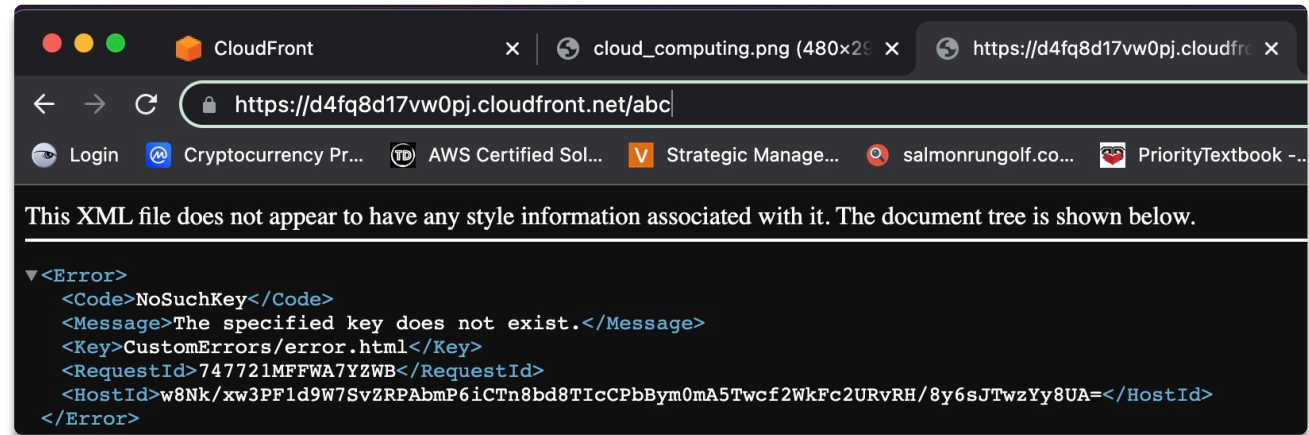 CloudFront
cloud_computing.png (480×29
https://d4fq8d17vw0pj.cloudfr
https://d4fq8d17vw0pj.cloudfront.net/abc
Login
Cryptocurrency Pr...
TD
AWS Certified Sol...
V
Strategic Manage...
salmonrungolf.co...
PriorityTextbook -...
This XML file does not appear to have any style information associated with it. The document tree is shown below.
<Error>
<Code>NoSuchKey</Code>
<Message>The specified key does not exist.</Message>
<Key>CustomErrors/error.html</Key>
<RequestId>747721MFFWA7YZWB</RequestId>
<HostId>w8Nk/xw3PF1d9W7SvZRPAbmP6iCTn8bd8TIcCPbBym0mA5Twcf2WkFc2URvRH/8y6sJTwzYy8UA=</HostId>
</Error>